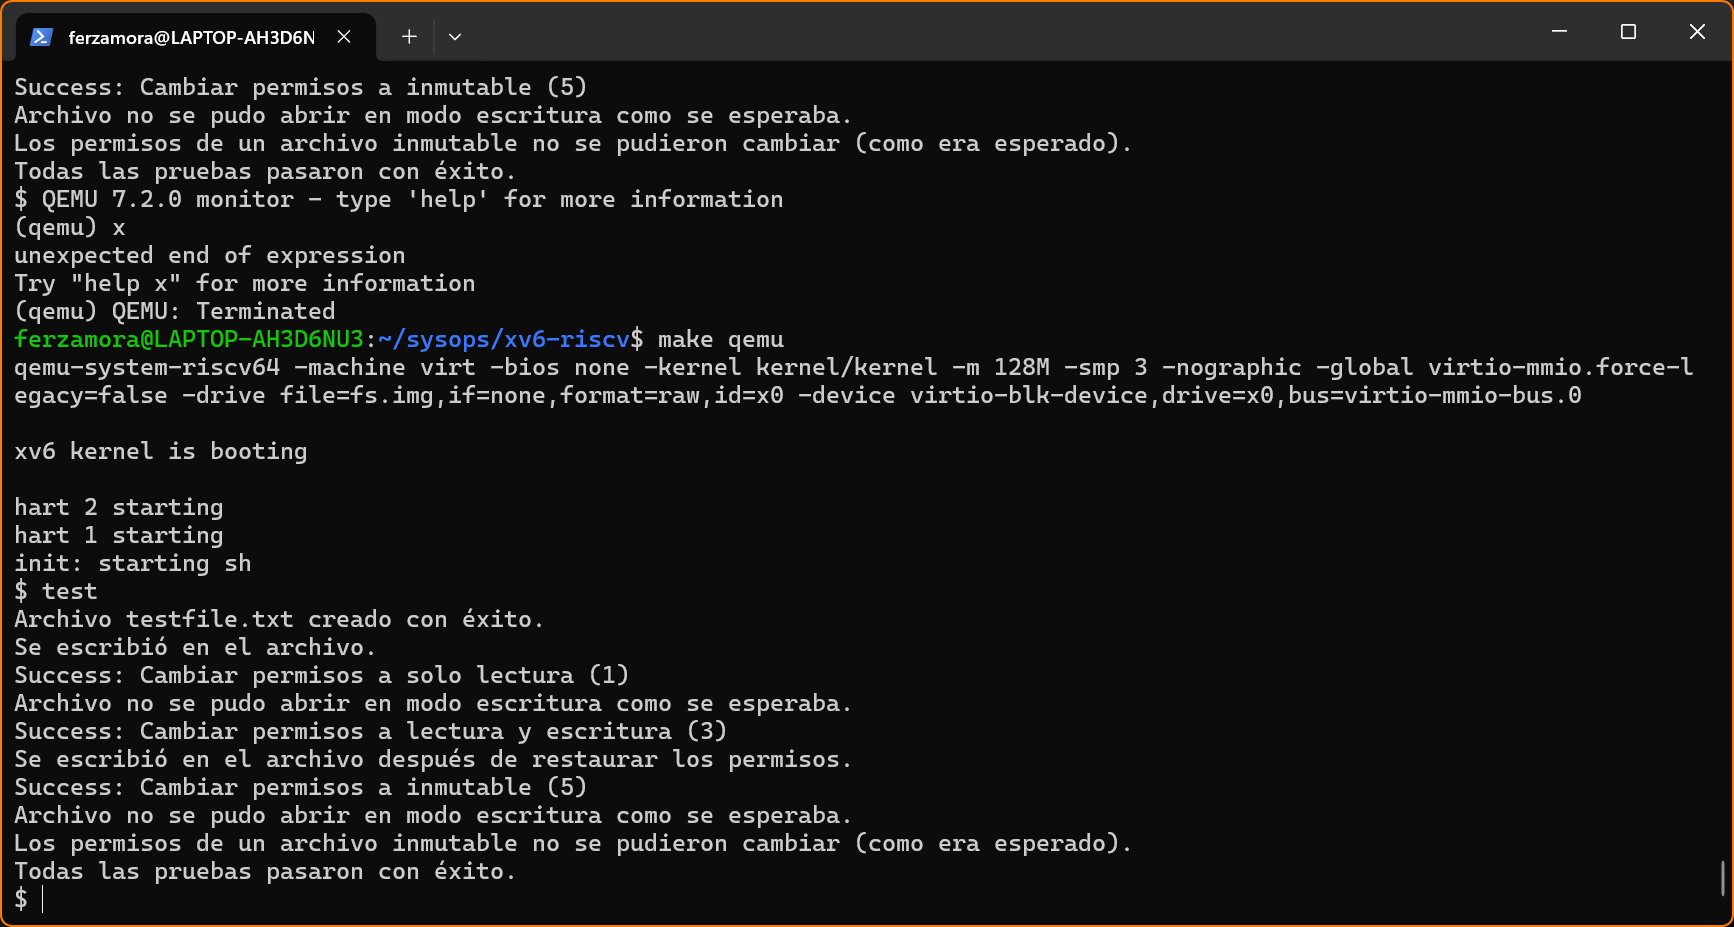 ferzamora@LAPTOP-AH3D6N
Success: Cambiar permisos a inmutable (5)
Archivo no se pudo abrir en modo escritura como se esperaba.
Los permisos de un archivo inmutable no se pudieron cambiar (como era esperado).
Todas las pruebas pasaron con éxito.
$ QEMU 7.2.0 monitor - type 'help' for more information
(qemu) x
unexpected end of expression
Try "help x" for more information
(qemu) QEMU: Terminated
ferzamora@LAPTOP-AH3D6NU3:~/sysops/xv6-riscv$ make qemu
qemu-system-riscv64 -machine virt -bios none -kernel kernel/kernel -m 128M -smp 3 -nographic -global virtio-mmio.force-l
egacy=false -drive file=fs.img,if=none,format=raw,id=x0 -device virtio-blk-device,drive=x0,bus=virtio-mmio-bus.0
xv6 kernel is booting
hart 2 starting
hart 1 starting
init: starting sh
$ test
Archivo testfile.txt creado con éxito.
Se escribió en el archivo.
Success: Cambiar permisos a solo lectura (1)
Archivo no se pudo abrir en modo escritura como se esperaba.
Success: Cambiar permisos a lectura y escritura (3)
Se escribió en el archivo después de restaurar los permisos.
Success: Cambiar permisos a inmutable (5)
Archivo no se pudo abrir en modo escritura como se esperaba.
Los permisos de un archivo inmutable no se pudieron cambiar (como era esperado).
Todas las pruebas pasaron con éxito.
$